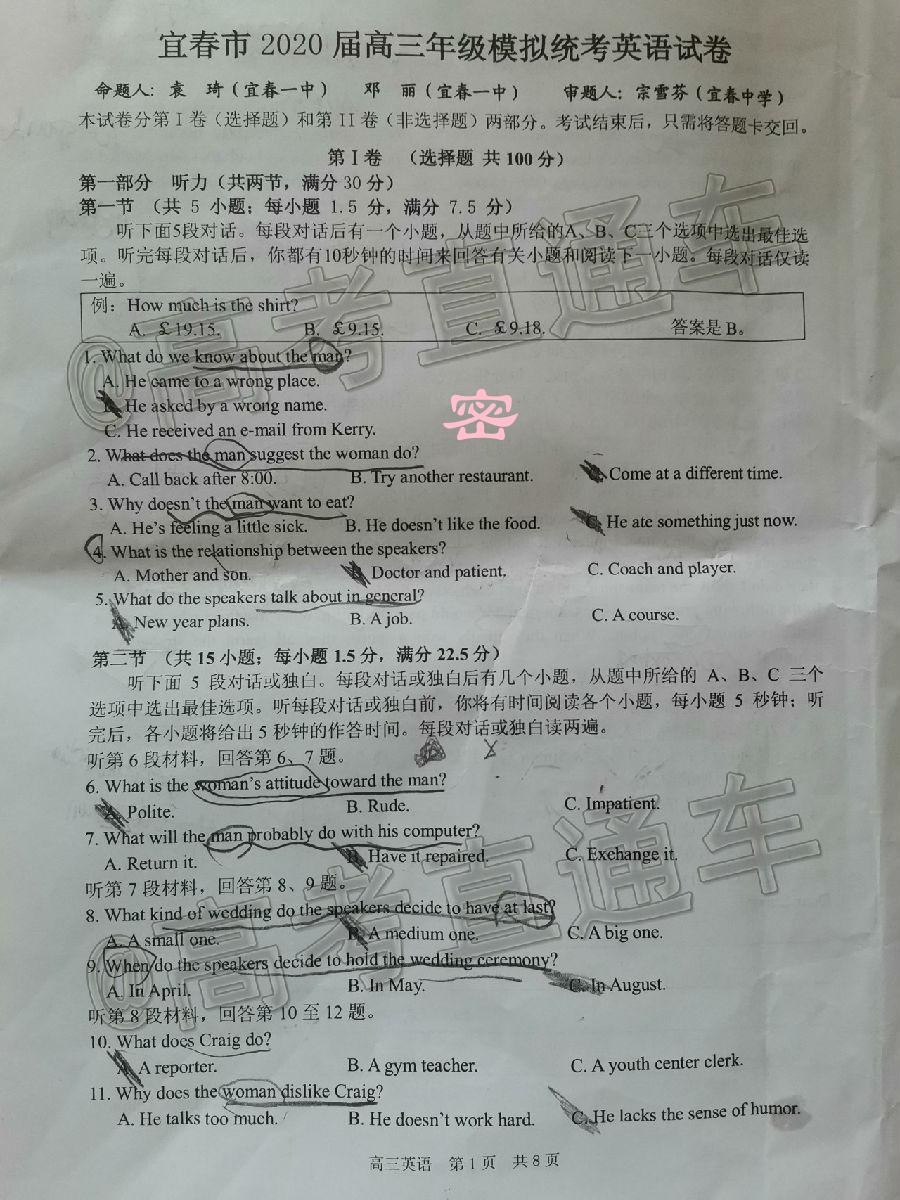 宜春市 2020 届高三年级模拟统考英语试卷
命题人：袁 琦（宜春一中） 邓 丽（宜春一中） 审题人：宗雪芬（宜春中学）
本试卷分第 I 卷（选择题）和第 II 卷（非选择题）两部分。考试结束后，只需将答题卡交回。
第 I 卷 （选择题 共 100 分）
第一部分 听力（共两节，满分 30 分）
第一节 （共 5 小题；每小题 1.5 分，满分 7.5 分）
听下面5段对话。每段对话后有一个小题，从题中所给的A、B、C三个选项中选出最佳选
项。听完每段对话后，你都有10秒钟的时间来回答有关小题和阅读下一小题。每段对话仅读
一遍。
例：How much is the shirt?
A. ￡19.15. B. ￡9.15. C. ￡9.18. 答案是 B。
1. What do we know about the man?
A. He came to a wrong place.
B. He asked by a wrong name.
C. He received an e-mail from Kerry.
密
2. What does the man suggest the woman do?
A. Call back after 8:00. B. Try another restaurant. C. Come at a different time.
3. Why doesn't the man want to eat?
A. He's feeling a little sick. B. He doesn't like the food. C. He ate something just now.
4. What is the relationship between the speakers?
A. Mother and son. B. Doctor and patient. C. Coach and player.
5. What do the speakers talk about in general?
A. New year plans. B. A job. C. A course.
第二节 （共 15 小题；每小题 1.5 分，满分 22.5 分）
听下面 5 段对话或独白。每段对话或独白后有几个小题，从题中所给的 A、B、C 三个
选项中选出最佳选项。听每段对话或独白前，你将有时间阅读各个小题，每小题 5 秒钟；听
完后，各小题将给出 5 秒钟的作答时间。每段对话或独白读两遍。
听第 6 段材料，回答第 6、7 题。
6. What is the woman's attitude toward the man?
A. Polite. B. Rude. C. Impatient.
7. What will the man probably do with his computer?
A. Return it. B. Have it repaired. C. Exchange it.
听第 7 段材料，回答第 8、9 题。
8. What kind of wedding do the speakers decide to have at last?
A. A small one. B. A medium one. C. A big one.
9. When do the speakers decide to hold the wedding ceremony?
A. In April. B. In May. C. In August.
听第 8 段材料，回答第 10 至 12 题。
10. What does Craig do?
A. A reporter. B. A gym teacher. C. A youth center clerk.
11. Why does the woman dislike Craig?
A. He talks too much. B. He doesn't work hard. C. He lacks the sense of humor.
高三英语 第 1 页 共 8 页
@高考直通车
@高考直通车